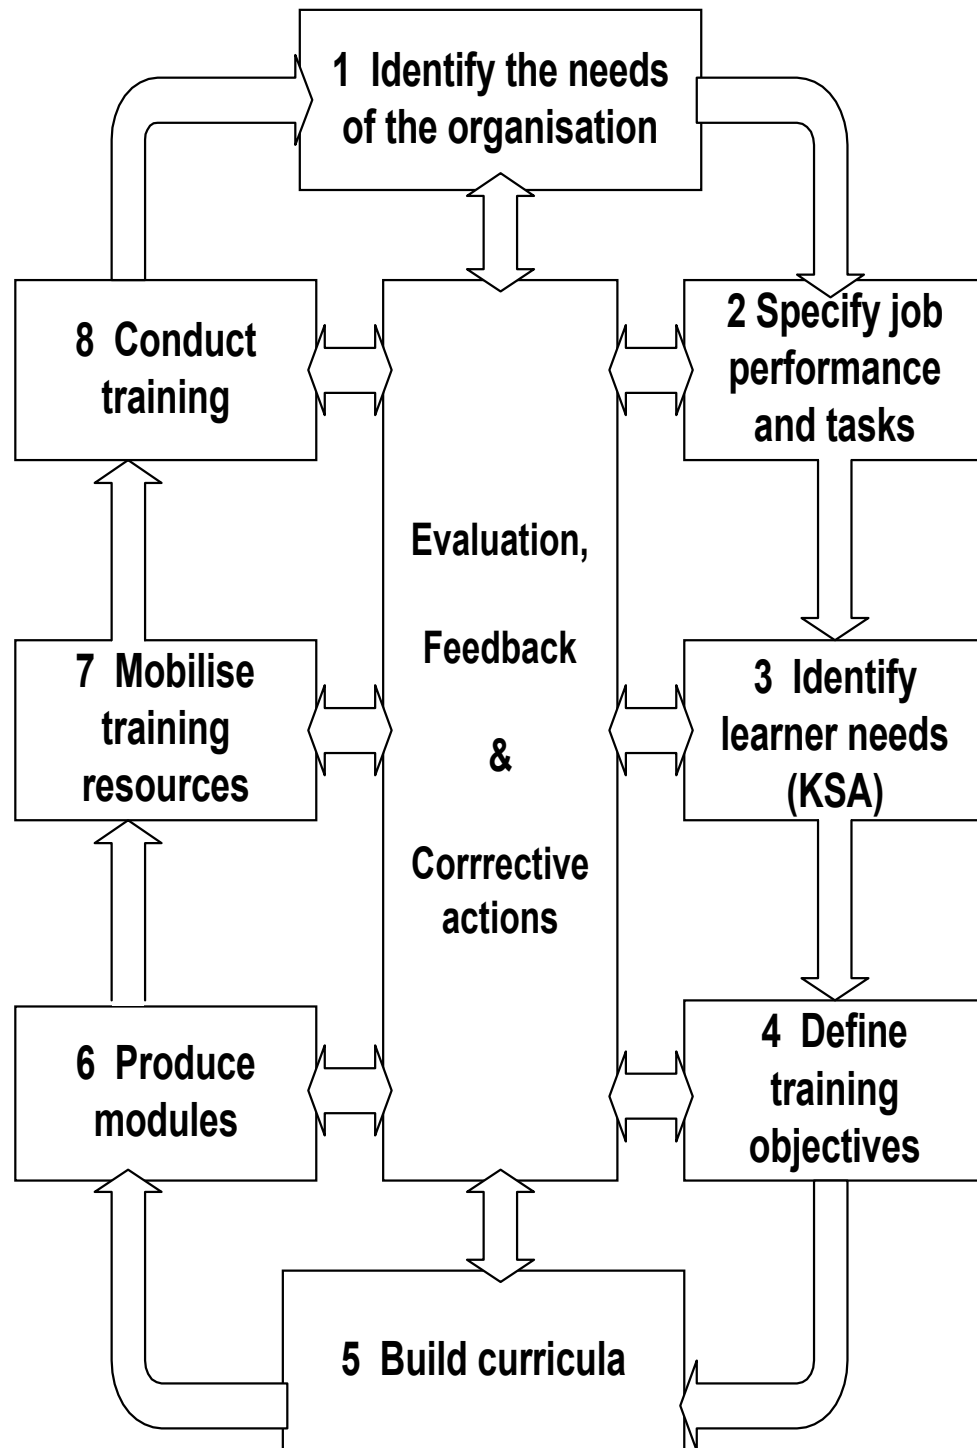 1 Identify the needs
of the organisation
2 Specify job
performance
and tasks
3 Identify
learner needs
(KSA)
4 Define
training
objectives
5 Build curricula
6 Produce
modules
7 Mobilise
training
resources
8 Conduct
training
Evaluation,
Feedback
&
Corrrective
actions